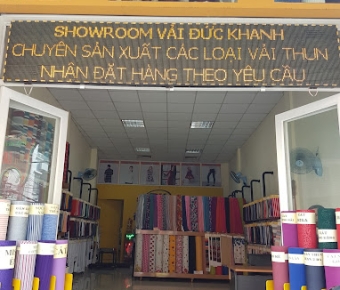 SHOWROOM VẢI ĐỨC KHANH
CHUYÊN SẢN XUẤT CÁC LOẠI VẢI THUN
NHẬN ĐẶT HÀNG THEO YÊU CẦU